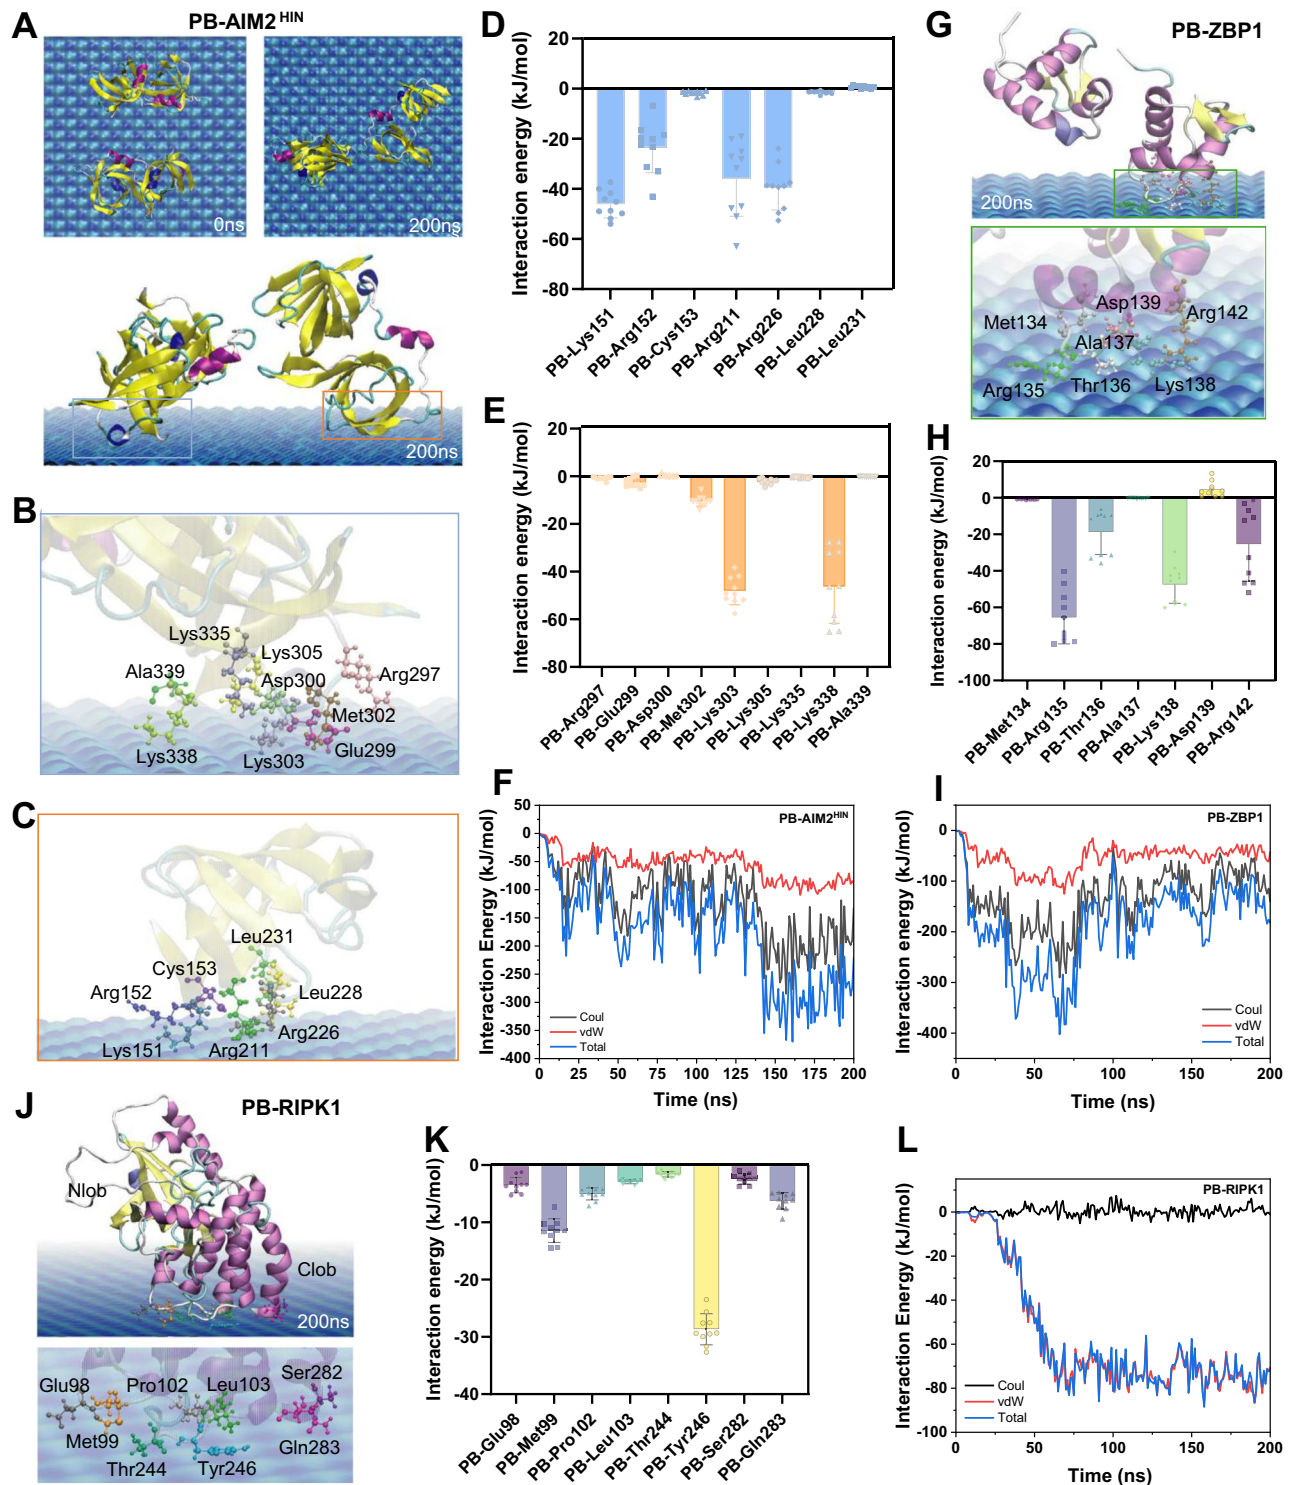 A
PB-AIM2HIN
0ns
200ns
200ns
B
Lys335
Lys305
Ala339
Asp300
Arg297
Met302
Lys338
Lys303
Glu299
C
Leu231
Cys153
Arg152
Leu228
Arg226
Lys151
Arg211
D
Interaction energy (kJ/mol)
20
0
-20
-40
-60
-80
PB-Lys151
PB-Arg152
PB-Cys153
PB-Arg211
PB-Arg226
PB-Leu228
PB-Leu231
E
Interaction energy (kJ/mol)
20
0
-20
-40
-60
-80
PB-Arg297
PB-Glu299
PB-Asp300
PB-Met302
PB-Lys303
PB-Lys305
PB-Lys335
PB-Lys338
PB-Ala339
F
PB-AIM2HIN
Interaction Energy (kJ/mol)
50
0
-50
-100
-150
-200
-250
-300
-350
-400
Coul
vdW
Total
0 25 50 75 100 125 150 175 200
Time (ns)
G
PB-ZBP1
200ns
Asp139
Met134
Arg142
Ala137
Arg135
Thr136
Lys138
H
Interaction energy (kJ/mol)
20
0
-20
-40
-60
-80
-100
PB-Met134
PB-Arg135
PB-Thr136
PB-Ala137
PB-Lys138
PB-Asp139
PB-Arg142
I
PB-ZBP1
Interaction energy (kJ/mol)
0
-100
-200
-300
-400
Coul
vdW
Total
0 50 100 150 200
Time (ns)
J
PB-RIPK1
Nlob
Clob
200ns
Glu98
Pro102
Leu103
Ser282
Met99
Gln283
Thr244
Tyr246
K
Interaction energy (kJ/mol)
0
-10
-20
-30
-40
PB-Glu98
PB-Met99
PB-Pro102
PB-Leu103
PB-Thr244
PB-Tyr246
PB-Ser282
PB-Gln283
L
PB-RIPK1
Interaction Energy (kJ/mol)
0
-20
-40
-60
-80
-100
Coul
vdW
Total
0 50 100 150 200
Time (ns)